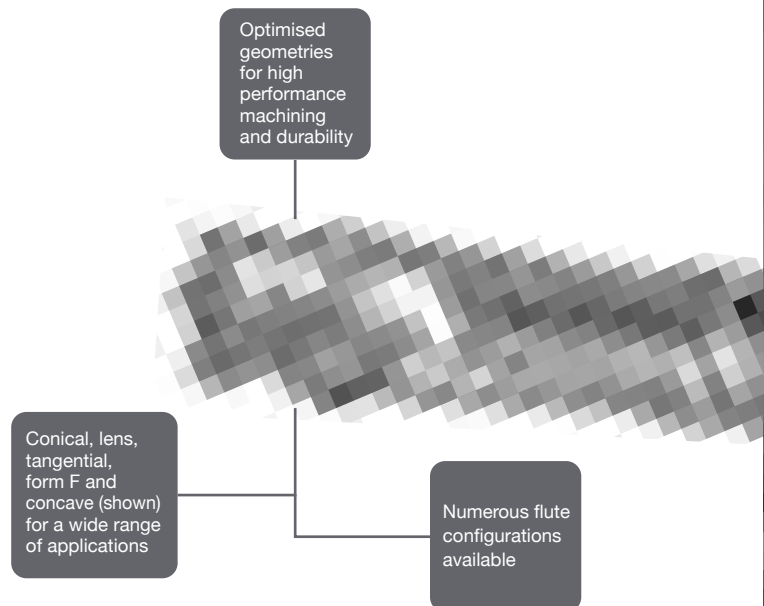 Optimised
geometries
for high
performance
machining
and durability
Conical, lens,
tangential,
form F and
concave (shown)
for a wide range
of applications
Numerous flute
configurations
available